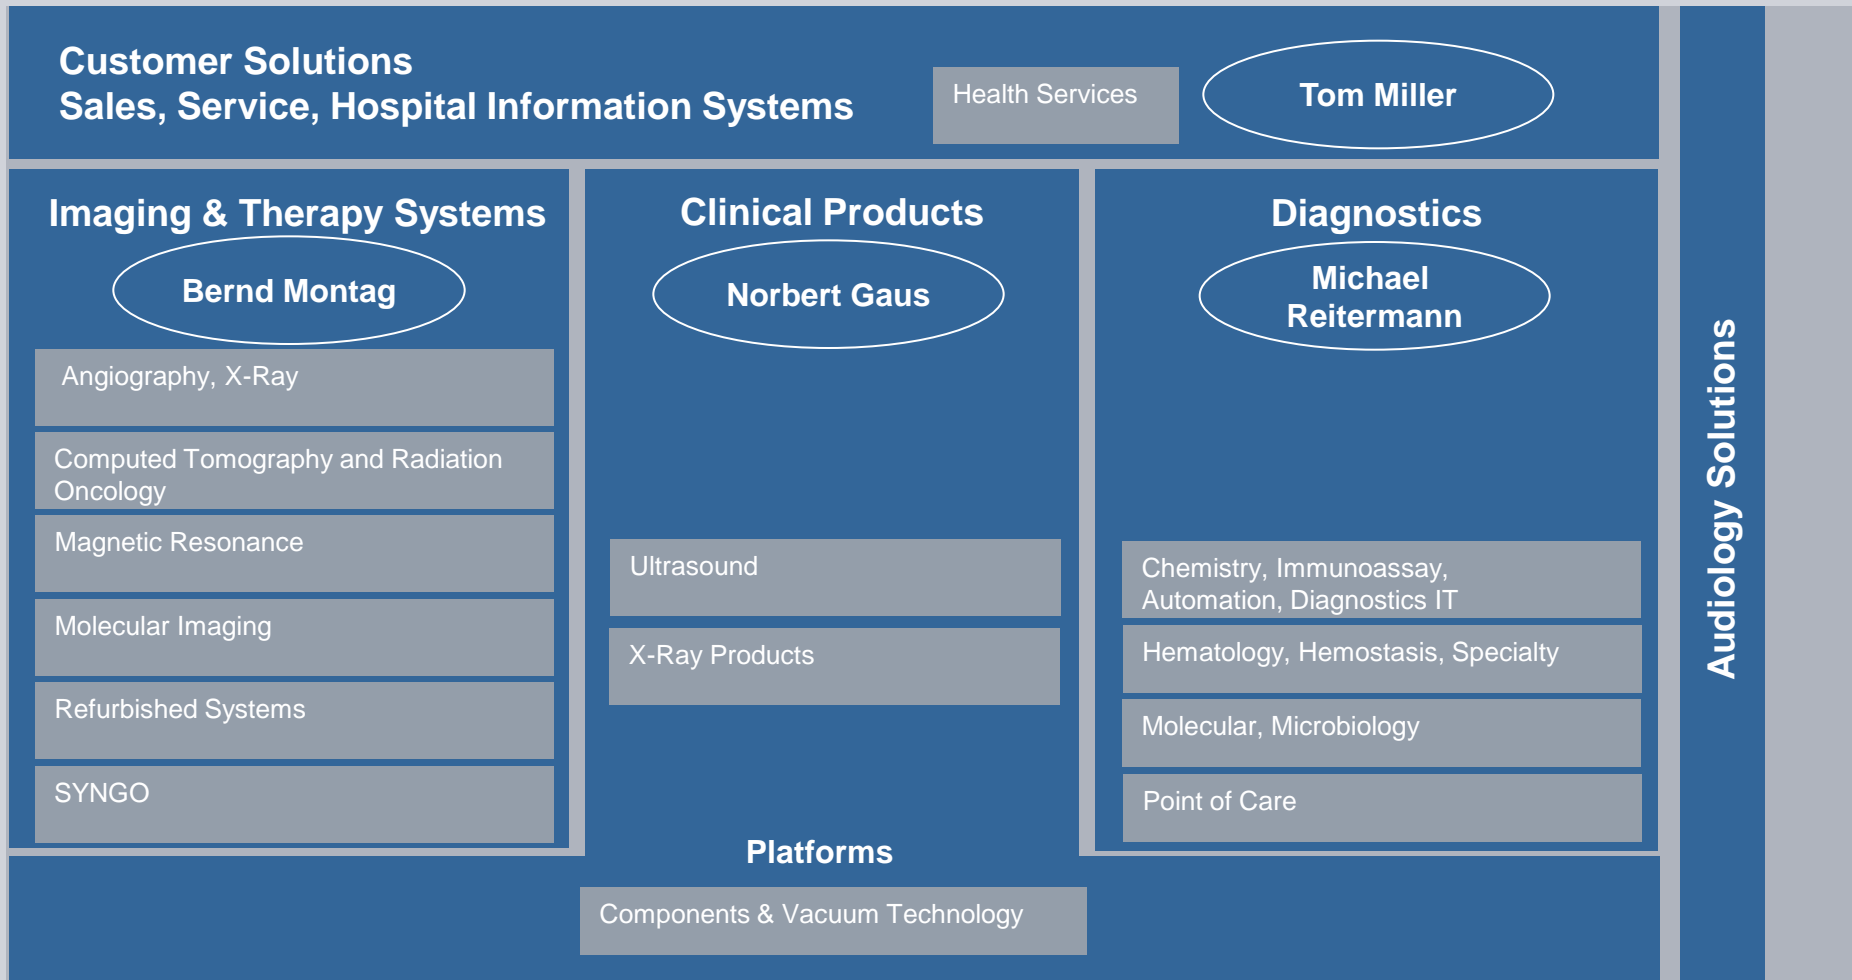 Customer Solutions
Sales, Service, Hospital Information Systems
Health Services
Tom Miller
Imaging & Therapy Systems
Bernd Montag
Angiography, X-Ray
Computed Tomography and Radiation
Oncology
Magnetic Resonance
Molecular Imaging
Refurbished Systems
SYNGO
Clinical Products
Norbert Gaus
Ultrasound
X-Ray Products
Diagnostics
Michael
Reitermann
Chemistry, Immunoassay,
Automation, Diagnostics IT
Hematology, Hemostasis, Specialty
Molecular, Microbiology
Point of Care
Platforms
Components & Vacuum Technology
Audiology Solutions